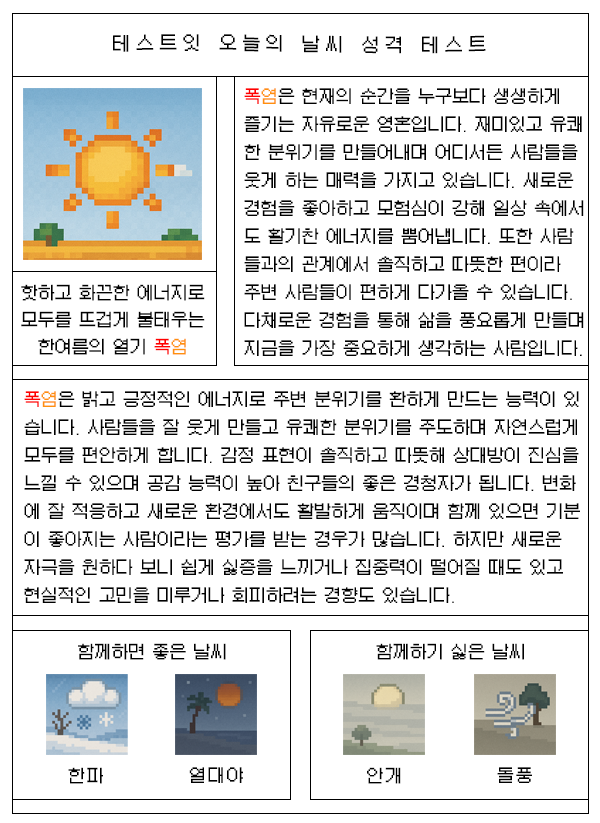 테스트잇 오늘의 날씨 성격 테스트
핫하고 화끈한 에너지로
모두를 뜨겁게 불태우는
한여름의 열기 폭염
폭염은 현재의 순간을 누구보다 생생하게
즐기는 자유로운 영혼입니다. 재미있고 유쾌
한 분위기를 만들어내며 어디서든 사람들을
웃게 하는 매력을 가지고 있습니다. 새로운
경험을 좋아하고 모험심이 강해 일상 속에서
도 활기찬 에너지를 뿜어냅니다. 또한 사람
들과의 관계에서 솔직하고 따뜻한 편이라
주변 사람들이 편하게 다가올 수 있습니다.
다채로운 경험을 통해 삶을 풍요롭게 만들며
지금을 가장 중요하게 생각하는 사람입니다.
폭염은 밝고 긍정적인 에너지로 주변 분위기를 환하게 만드는 능력이 있
습니다. 사람들을 잘 웃게 만들고 유쾌한 분위기를 주도하며 자연스럽게
모두를 편안하게 합니다. 감정 표현이 솔직하고 따뜻해 상대방이 진심을
느낄 수 있으며 공감 능력이 높아 친구들의 좋은 경청자가 됩니다. 변화
에 잘 적응하고 새로운 환경에서도 활발하게 움직이며 함께 있으면 기분
이 좋아지는 사람이라는 평가를 받는 경우가 많습니다. 하지만 새로운
자극을 원하다 보니 쉽게 싫증을 느끼거나 집중력이 떨어질 때도 있고
현실적인 고민을 미루거나 회피하려는 경향도 있습니다.
함께하면 좋은 날씨
한파
열대야
함께하기 싫은 날씨
안개
돌풍